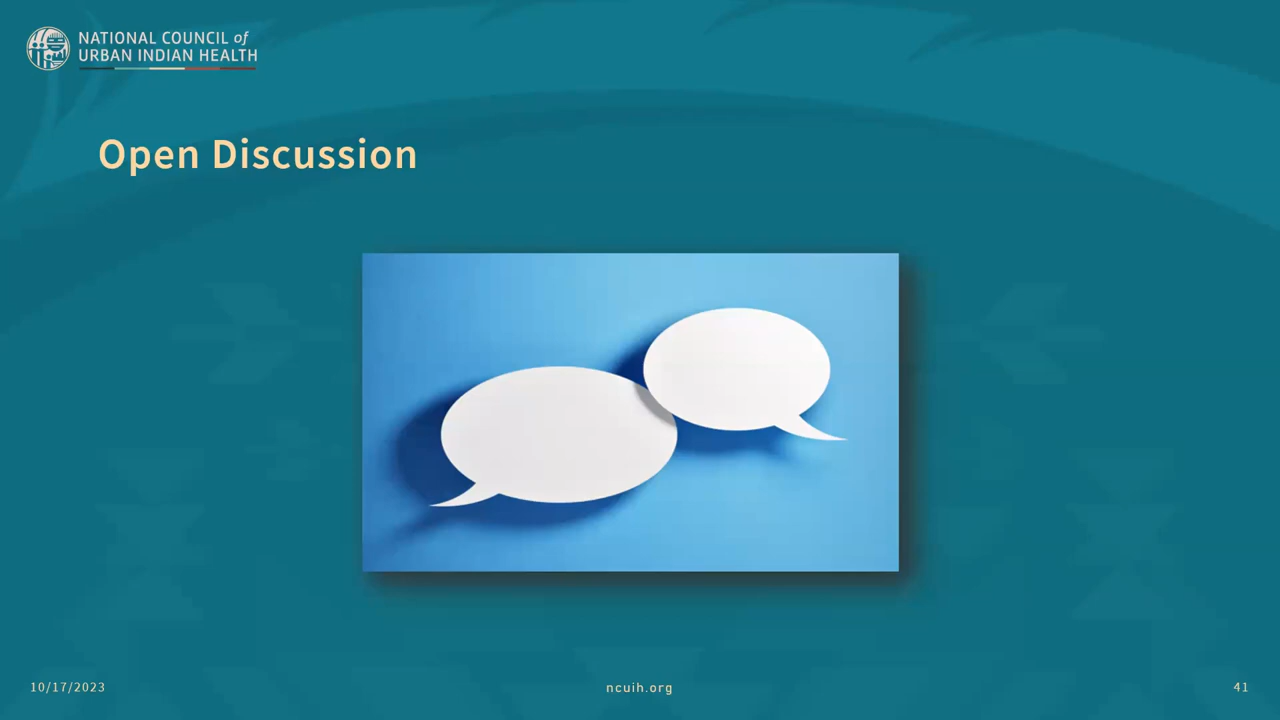 NATIONAL COUNCIL of
URBAN INDIAN HEALTH
Open Discussion
10/17/2023
ncuih.org
41